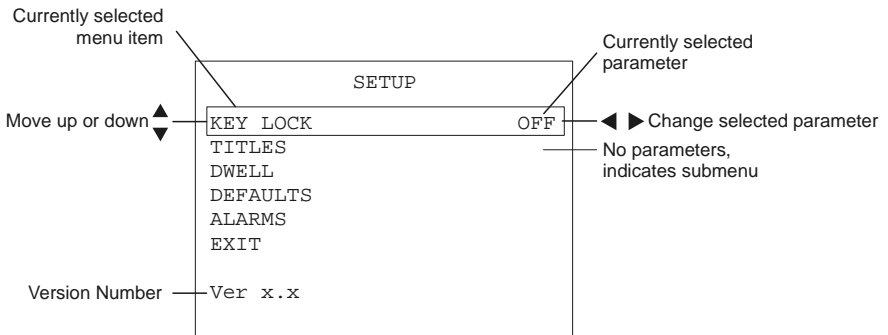 Currently selected
menu item
Currently selected
parameter
SETUP
Move up or down
KEY LOCK OFF
Change selected parameter
TITLES
No parameters,
indicates submenu
DWELL
DEFAULTS
ALARMS
EXIT
Version Number
Ver x.x